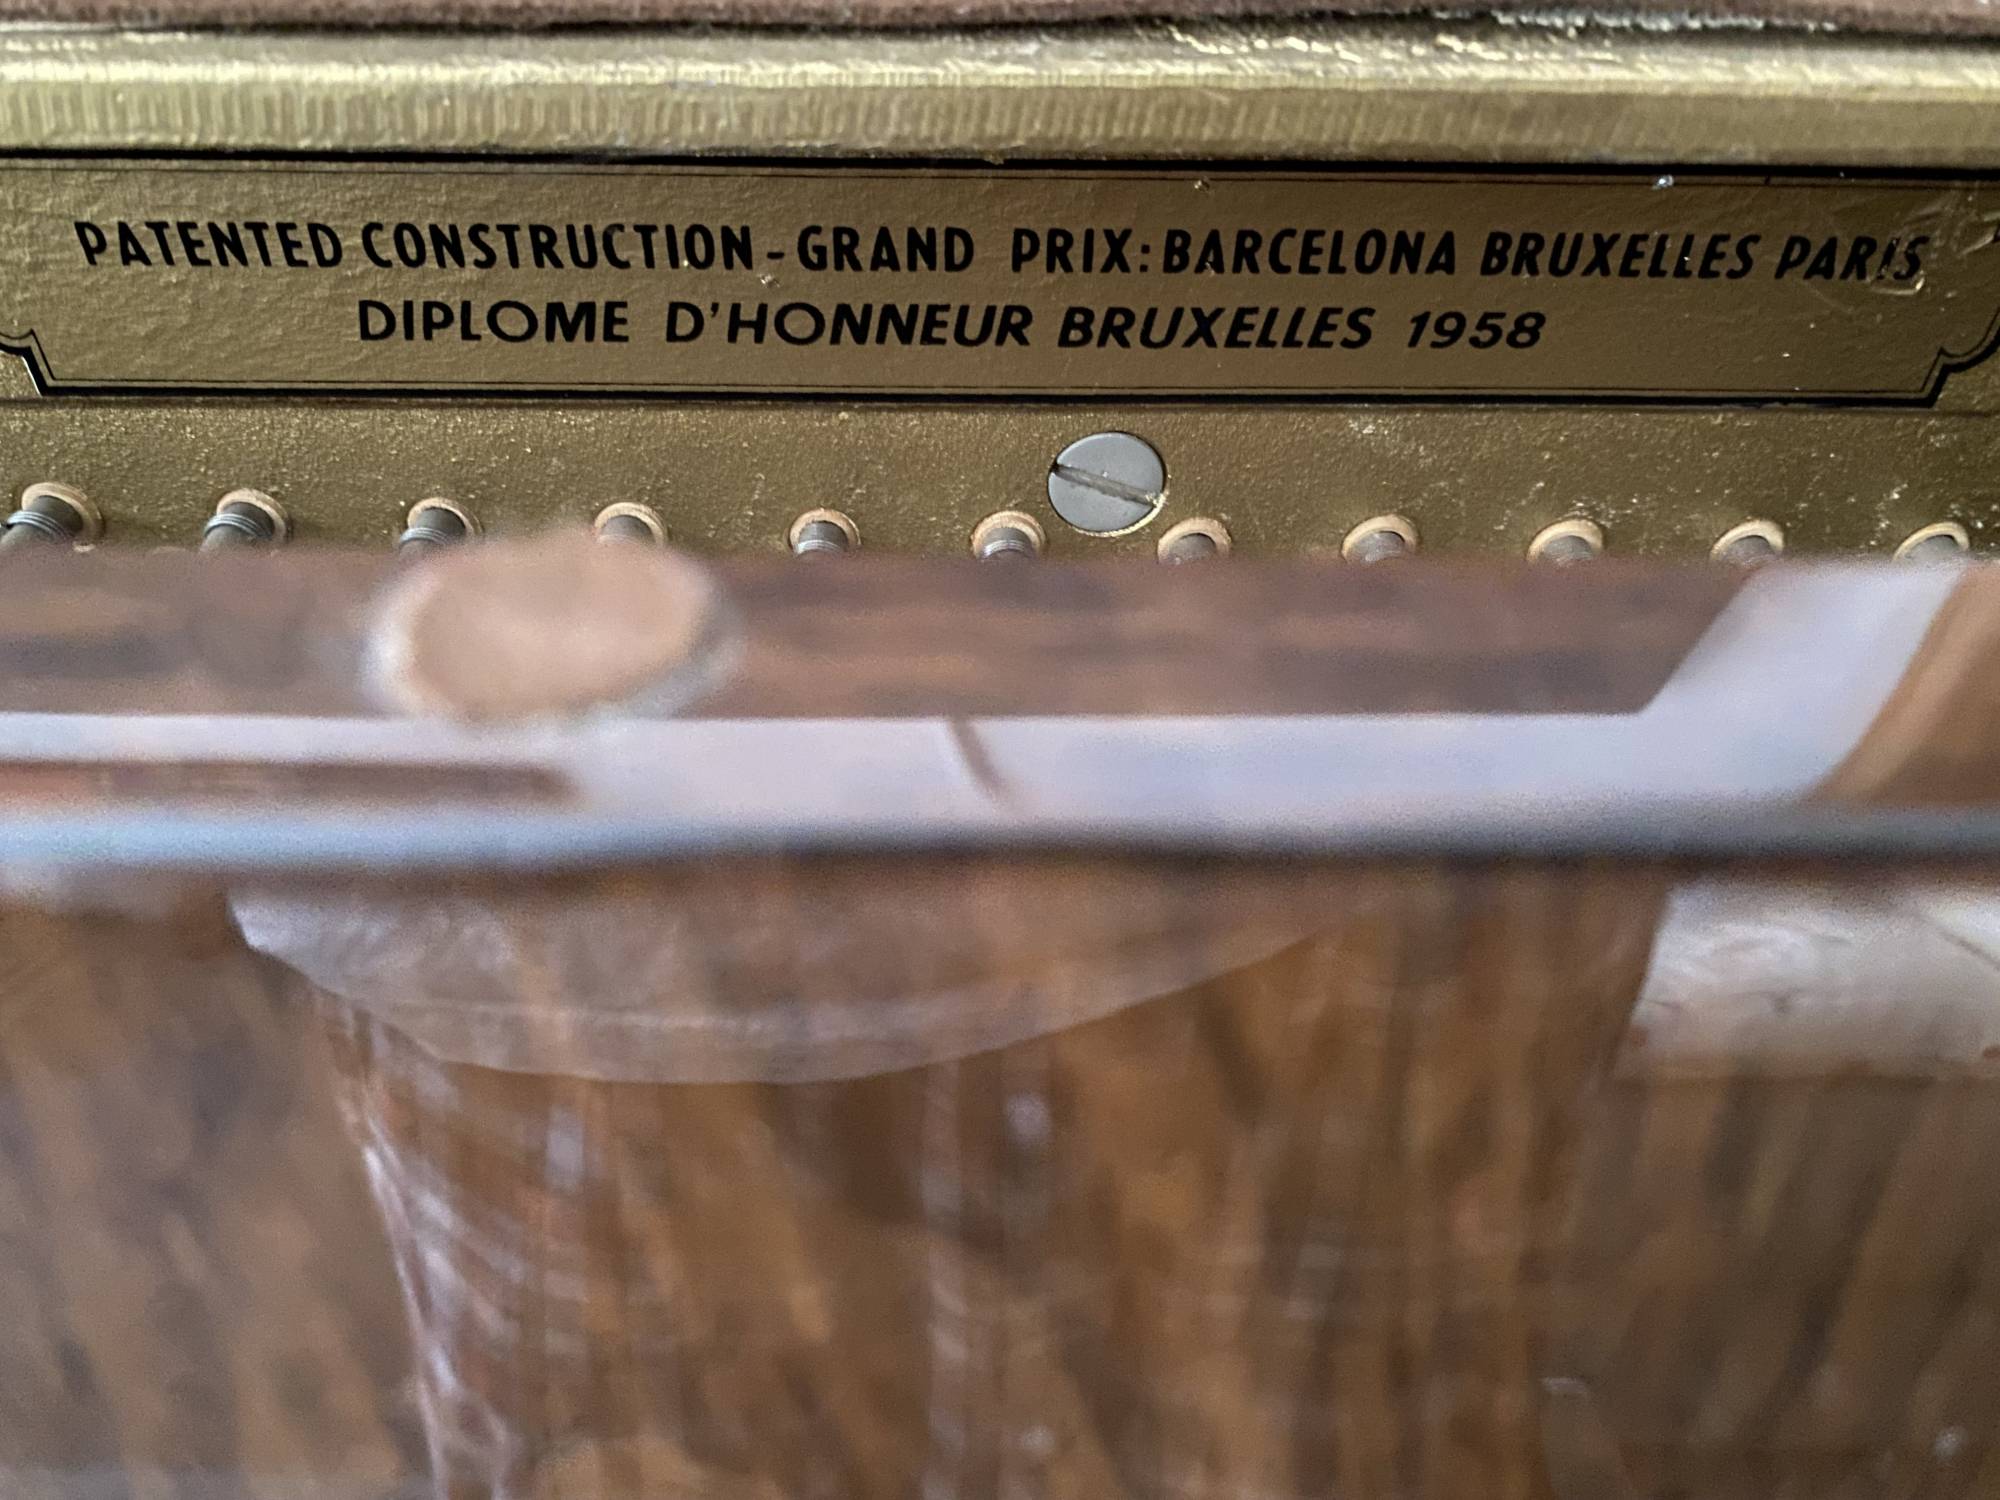 PATENTED CONSTRUCTION - GRAND PRIX: BARCELONA BRUXELLES PARIS
DIPLOME D'HONNEUR BRUXELLES 1958